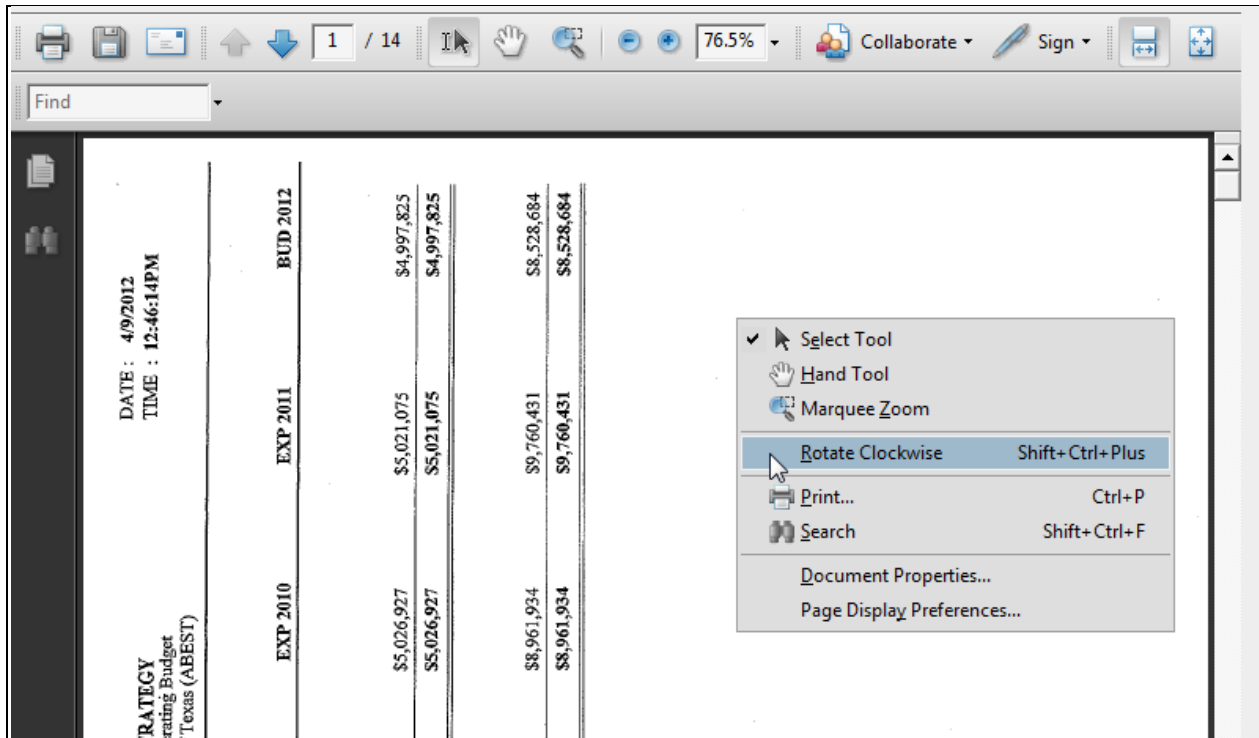 1 / 14 76.5% Collaborate Sign
Find
DATE : 4/9/2012
TIME : 12:46:14PM
Operating Budget
Texas (ABEST)
EXP 2010 EXP 2011 BUD 2012
$5,026,927 $5,021,075 $4,997,825
$5,026,927 $5,021,075 $4,997,825
$8,961,934 $9,760,431 $8,528,684
$8,961,934 $9,760,431 $8,528,684
Select Tool
Hand Tool
Marquee Zoom
Rotate Clockwise Shift+Ctrl+Plus
Print... Ctrl+P
Search Shift+Ctrl+F
Document Properties...
Page Display Preferences...